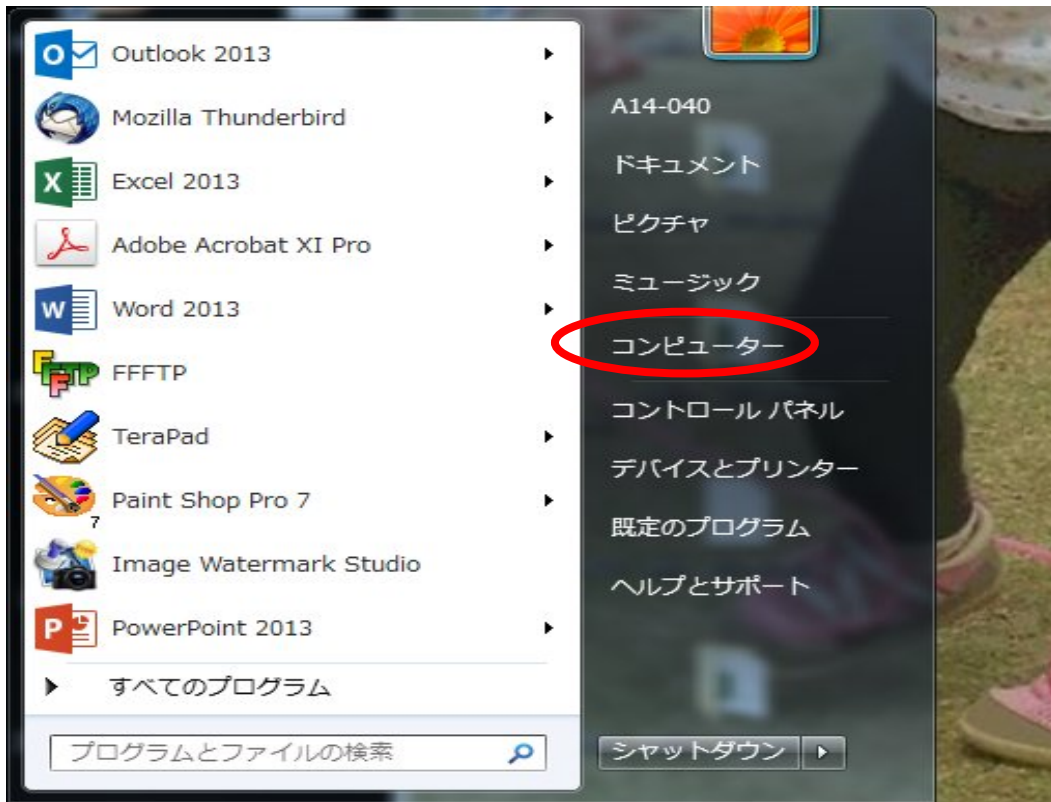 Outlook 2013
Mozilla Thunderbird
Excel 2013
Adobe Acrobat XI Pro
Word 2013
FFFTP
TeraPad
Paint Shop Pro 7
7
Image Watermark Studio
PowerPoint 2013
すべてのプログラム
プログラムとファイルの検索
A14-040
ドキュメント
ピクチャ
ミュージック
コンピューター
コントロール パネル
デバイスとプリンター
既定のプログラム
ヘルプとサポート
シャットダウン